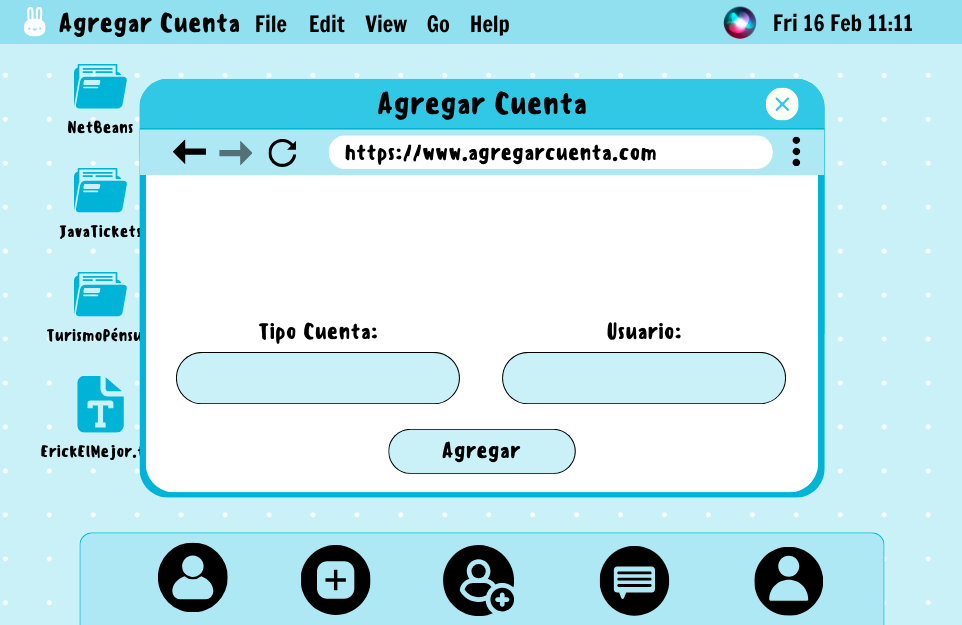 Agregar Cuenta File Edit View Go Help Fri 16 Feb 11:11
NetBeans
JavaTickets
TurismoPénsu
ErickElMejor.
Agregar Cuenta
https://www.agregarcuenta.com
Tipo Cuenta: Usuario:
Agregar